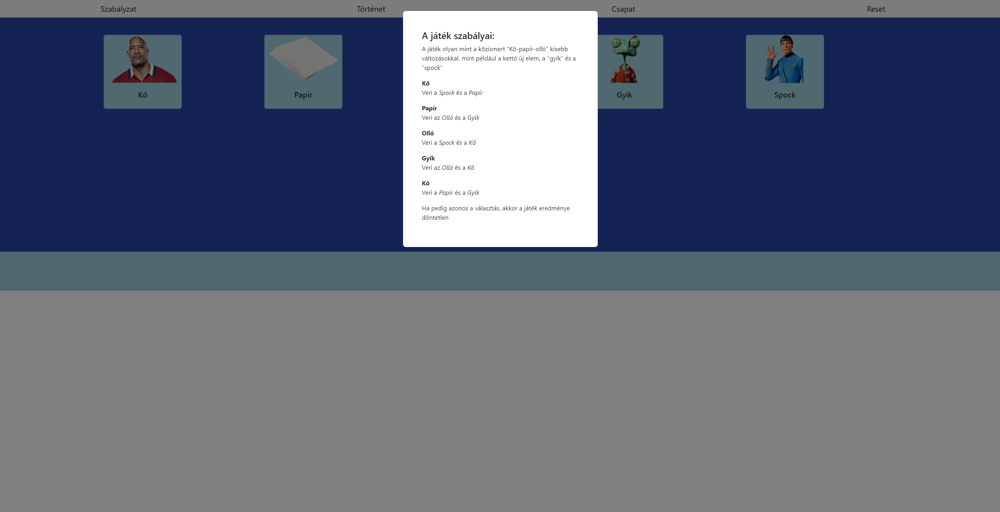 Szabályzat
Történet
Csapat
Reset
A játék szabályai:
A játék olyan mint a közismert "Kő-papír-olló" kisebb
változásokkal, mint például a kettő új elem, a "gyík" és a
"spock"
Kő
Veri a Spock és a Papír
Papír
Veri az Olló és a Gyík
Olló
Veri a Spock és a Kő
Gyík
Veri az Olló és a Kő
Kő
Veri a Papír és a Gyík
Ha pedig azonos a választás, akkor a játék eredménye
döntetlen
Kő
Papír
Gyík
Spock